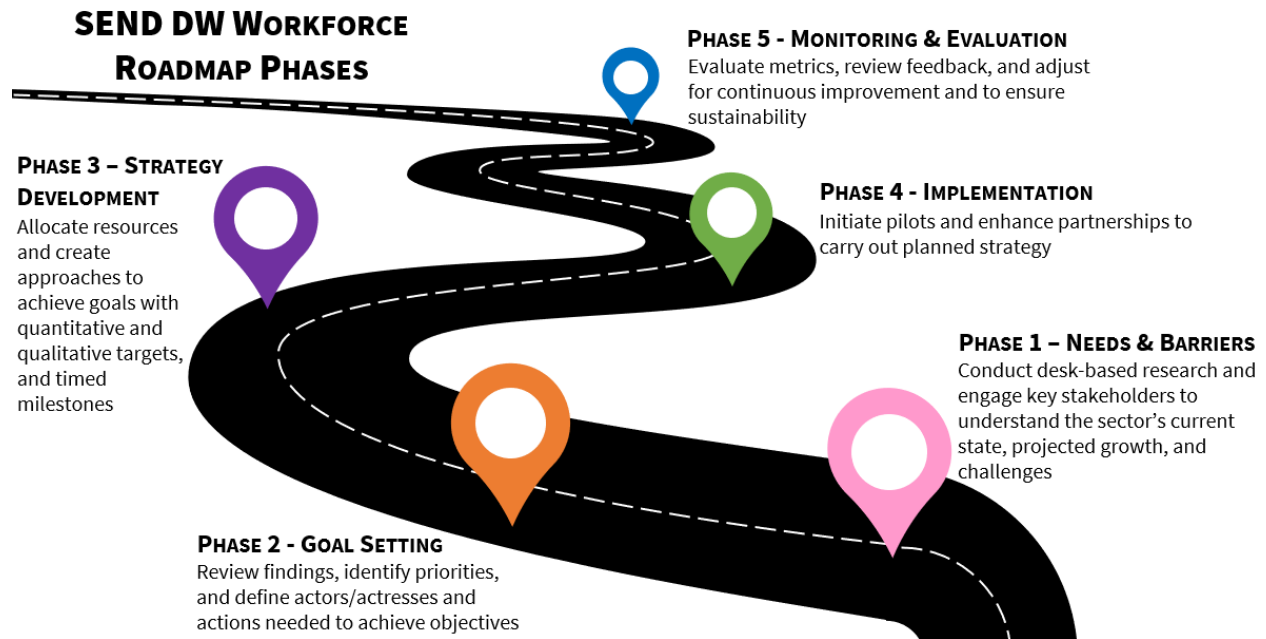 SEND DW Workforce
Roadmap Phases
Phase 5 - Monitoring & Evaluation
Evaluate metrics, review feedback, and adjust
for continuous improvement and to ensure
sustainability
Phase 3 – Strategy
Development
Allocate resources
and create
approaches to
achieve goals with
quantitative and
qualitative targets,
and timed
milestones
Phase 4 - Implementation
Initiate pilots and enhance partnerships to
carry out planned strategy
Phase 1 – Needs & Barriers
Conduct desk-based research and
engage key stakeholders to
understand the sector’s current
state, projected growth, and
challenges
Phase 2 - Goal Setting
Review findings, identify priorities,
and define actors/actresses and
actions needed to achieve objectives